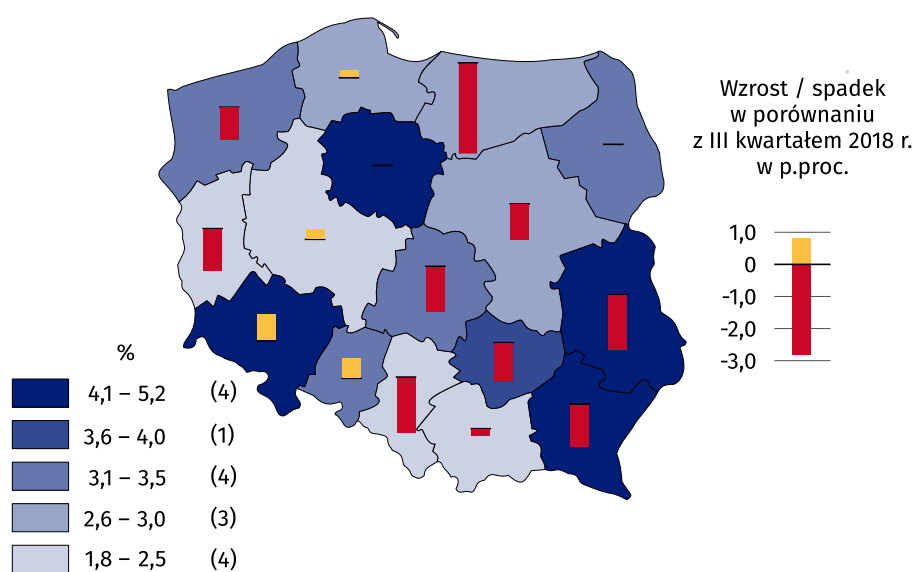 Wzrost / spadek
w porównaniu
z III kwartałem 2018 r.
w p.proc.
1,0
0
-1,0
-2,0
-3,0
%
4,1 – 5,2 (4)
3,6 – 4,0 (1)
3,1 – 3,5 (4)
2,6 – 3,0 (3)
1,8 – 2,5 (4)